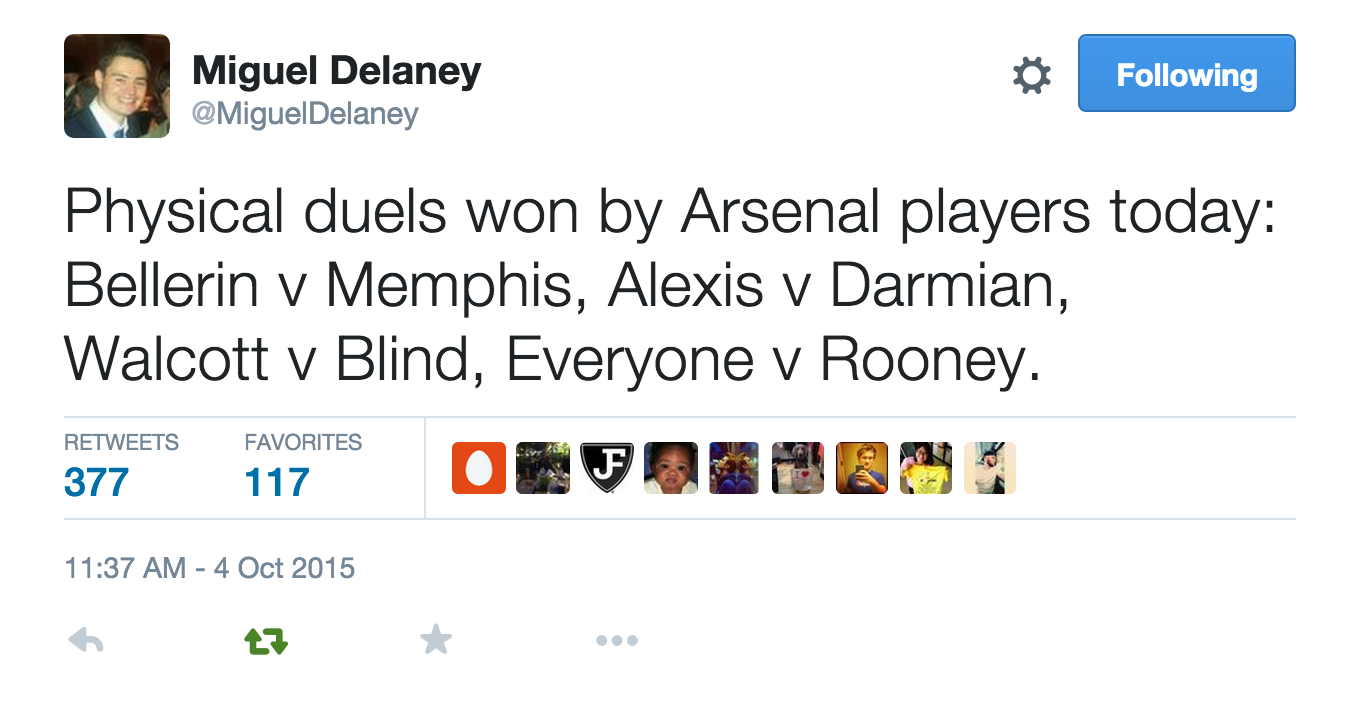 Miguel Delaney
@MiguelDelaney
Following
Physical duels won by Arsenal players today:
Bellerin v Memphis, Alexis v Darmian,
Walcott v Blind, Everyone v Rooney.
RETWEETS FAVORITES
377 117
JF
11:37 AM - 4 Oct 2015